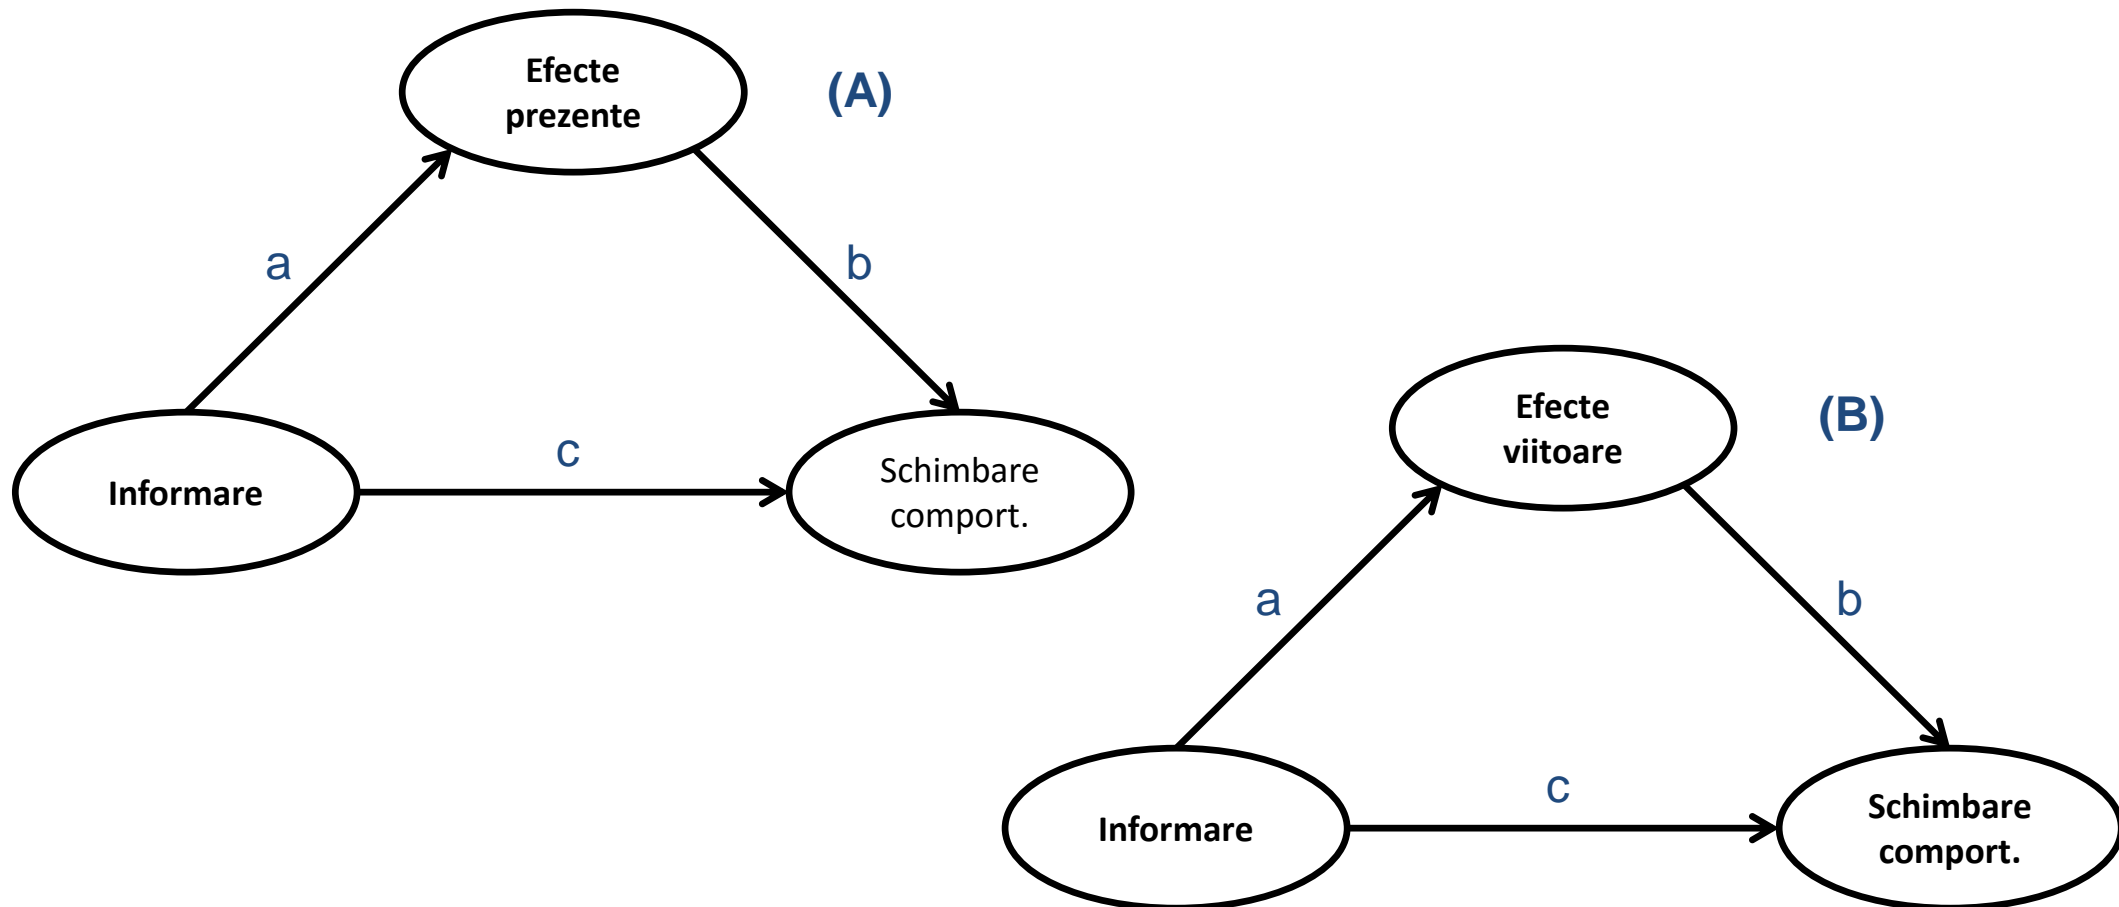 Efecte
prezente
(A)
a
b
Informare
c
Schimbare
comport.
Efecte
viitoare
(B)
a
b
Informare
c
Schimbare
comport.